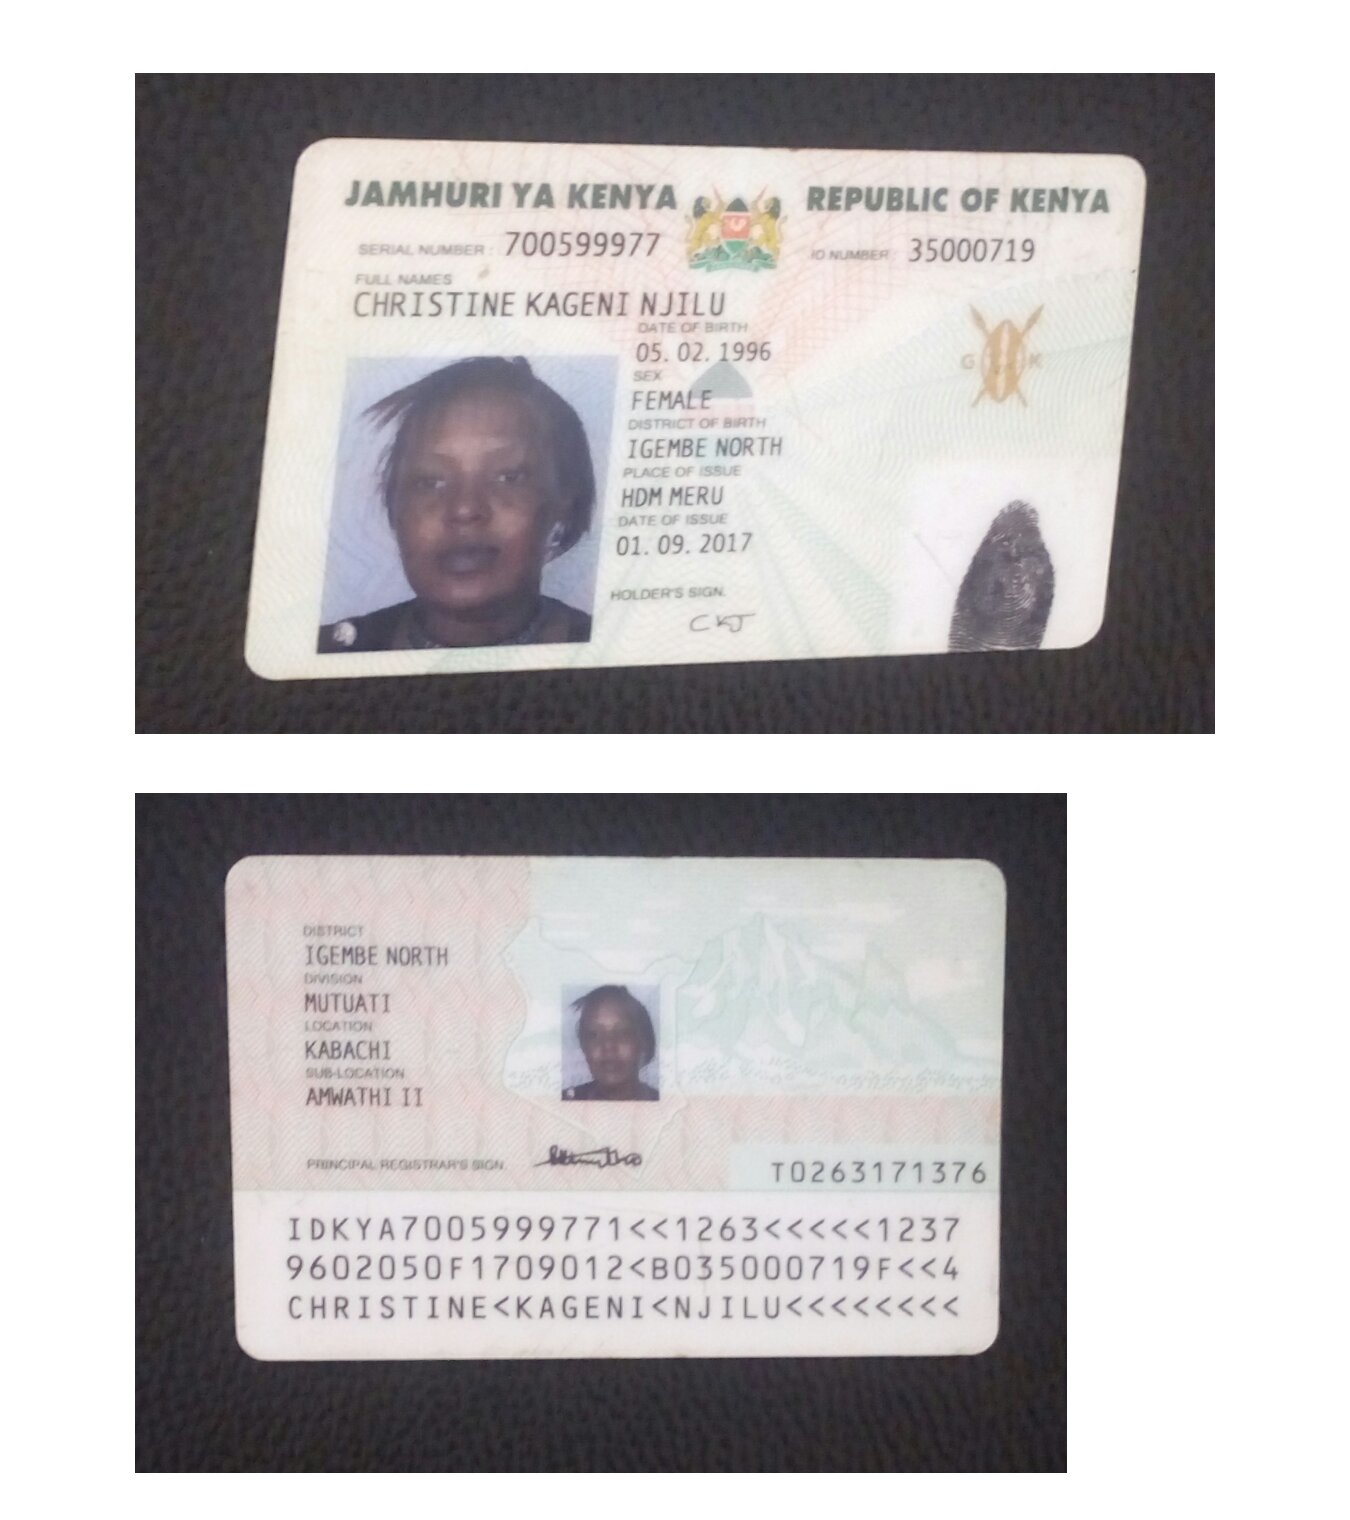 JAMHURI YA KENYA REPUBLIC OF KENYA
SERIAL NUMBER : 700599977 ID NUMBER : 35000719
FULL NAMES
CHRISTINE KAGENI NJILU
DATE OF BIRTH
05. 02. 1996
SEX
FEMALE
G K
DISTRICT OF BIRTH
IGEMBE NORTH
PLACE OF ISSUE
HDM MERU
DATE OF ISSUE
01. 09. 2017
HOLDER'S SIGN.
CKJ
DISTRICT
IGEMBE NORTH
DIVISION
MUTUATI
LOCATION
KABACHI
SUB-LOCATION
AMWATHI II
PRINCIPAL REGISTRAR'S SIGN.
T0263171376
IDKYA7005999771<<1263<<<<<1237
9602050F1709012<B035000719F<<4
CHRISTINE<KAGENI<NJILU<<<<<<<<